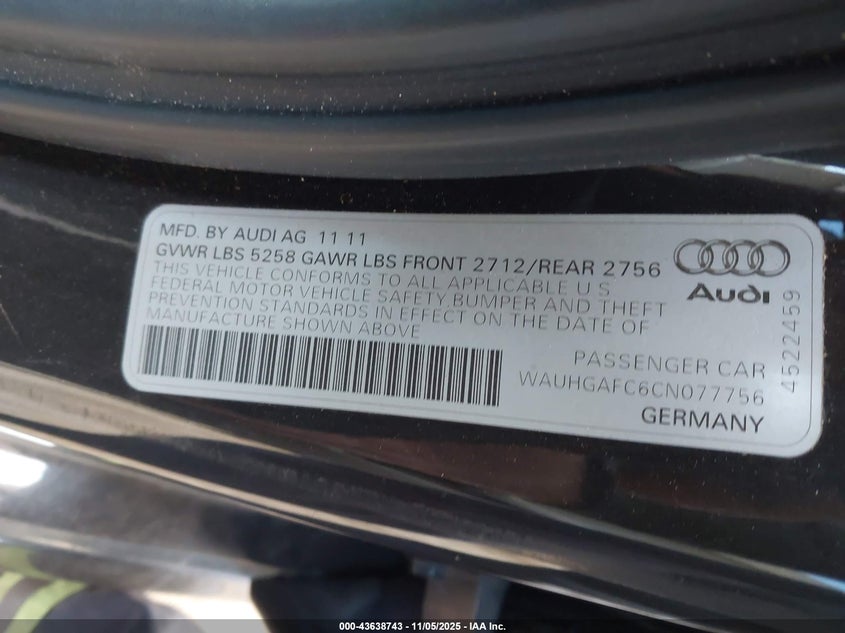 MFD. BY AUDI AG 11 11
GVWR LBS 5258 GAWR LBS FRONT 2712/REAR 2756
THIS VEHICLE CONFORMS TO ALL APPLICABLE U S
FEDERAL MOTOR VEHICLE SAFETY, BUMPER AND THEFT
PREVENTION STANDARDS IN EFFECT ON THE DATE OF
MANUFACTURE SHOWN ABOVE
Audi
PASSENGER CAR
WAUHGAFC6CN077756
GERMANY
4522459
000-43638743 - 11/05/2025 - IAA Inc.